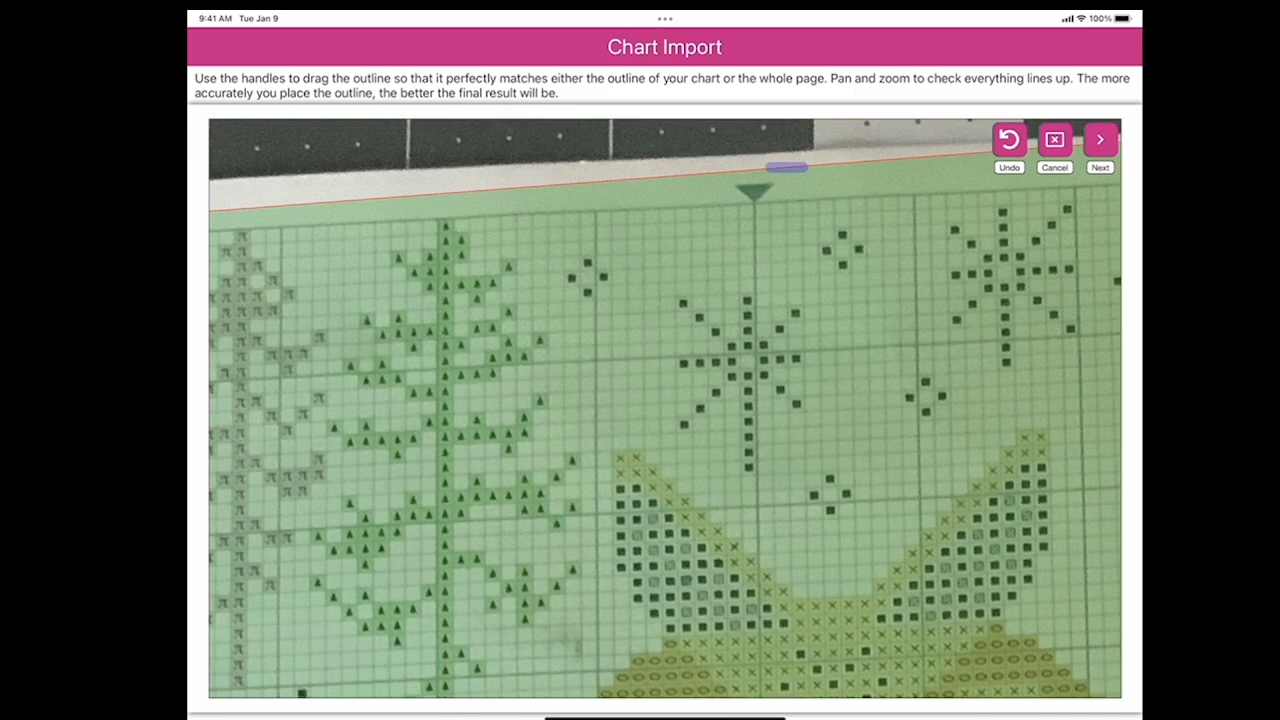 9:41 AM Tue Jan 9
100%
Chart Import
Use the handles to drag the outline so that it perfectly matches either the outline of your chart or the whole page. Pan and zoom to check everything lines up. The more
accurately you place the outline, the better the final result will be.
Undo Cancel Next